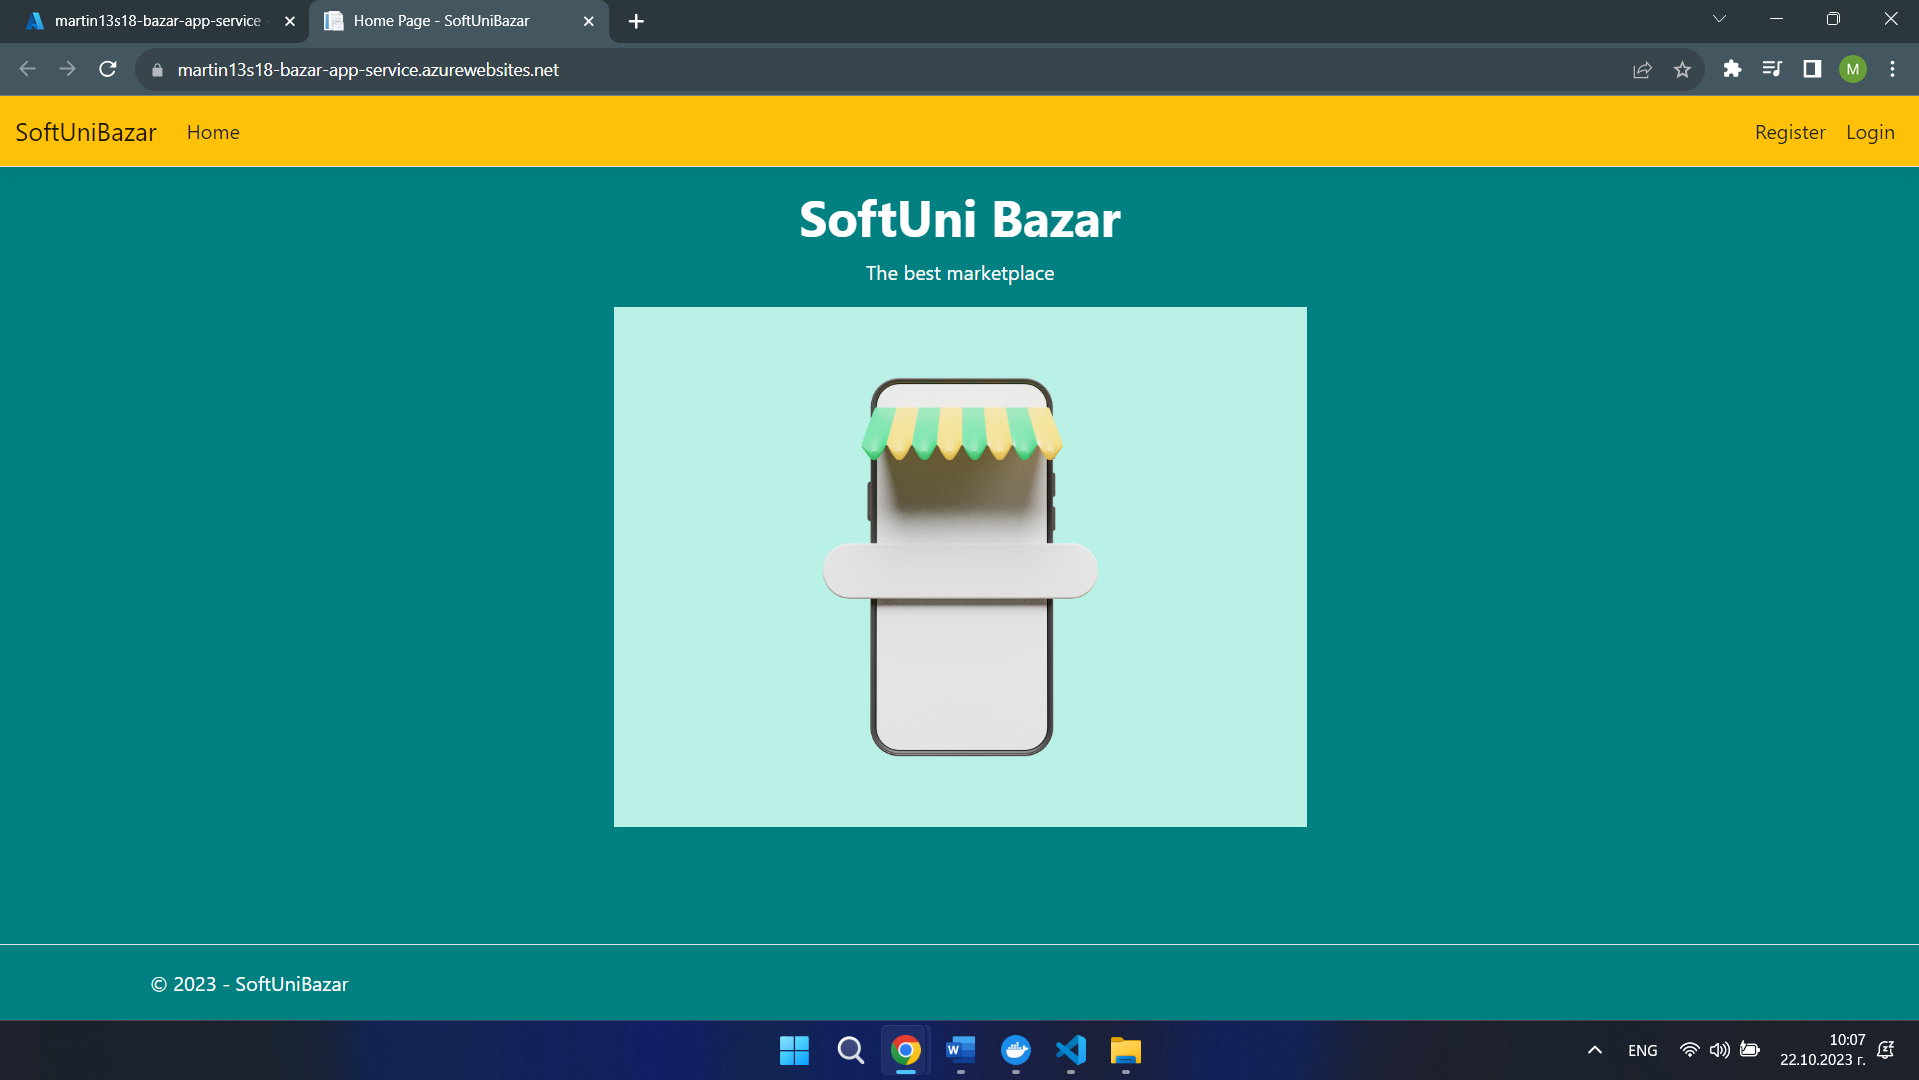 martin13s18-bazar-app-service
Home Page - SoftUniBazar
martin13s18-bazar-app-service.azurewebsites.net
M
SoftUniBazar Home Register Login
SoftUni Bazar
The best marketplace
© 2023 - SoftUniBazar
W
ENG
10:07
22.10.2023 г.